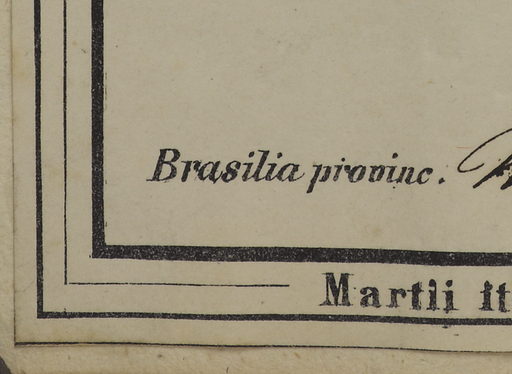 Brasilia provinc.
Martii it